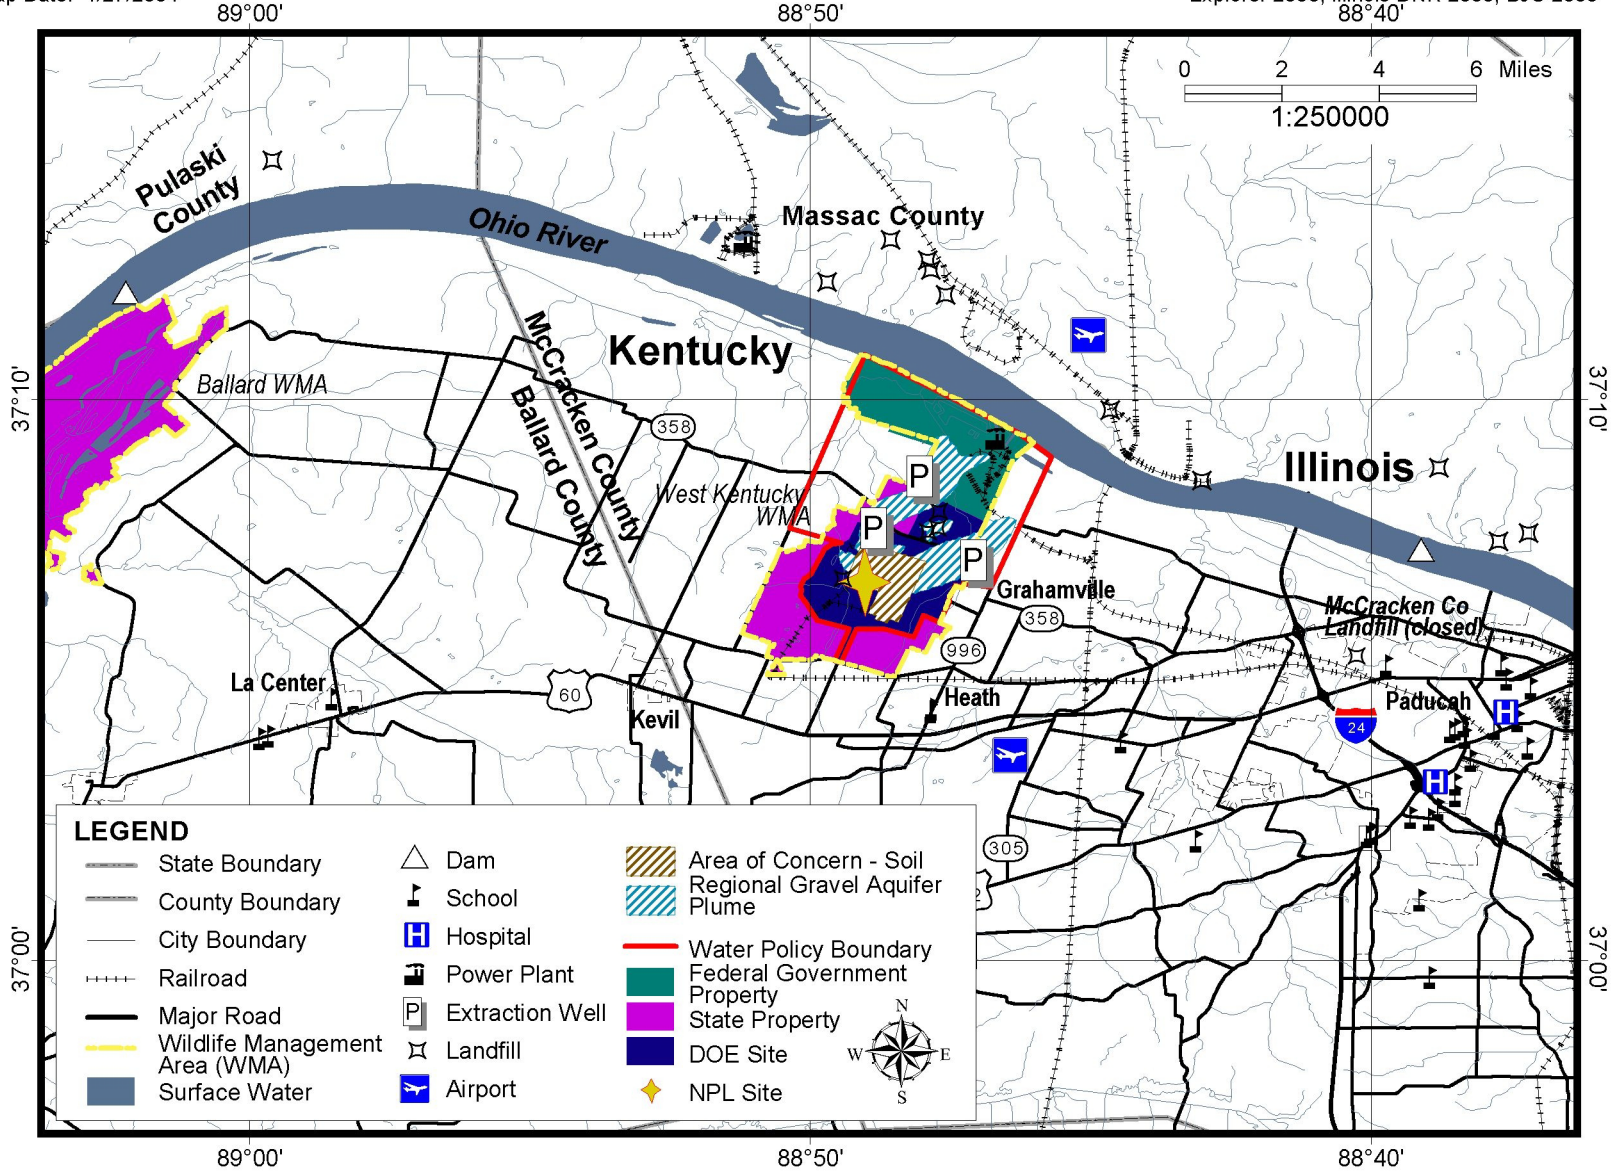 89°00'
88°50'
88°40'
0 2 4 6 Miles
1:250000
Pulaski
County
Ohio River
Massac County
McCracken County
Ballard County
Kentucky
Ballard WMA
37°10'
37°10'
358
Illinois
West Kentucky
WMA
P
P
P
Grahamville
358
McCracken Co
Landfill (closed)
996
La Center
60
Kevil
Heath
Paducah
H
24
H
305
LEGEND
State Boundary
County Boundary
City Boundary
Railroad
Major Road
Wildlife Management
Area (WMA)
Surface Water
Dam
School
H Hospital
Power Plant
P Extraction Well
Landfill
Airport
Area of Concern - Soil
Regional Gravel Aquifer
Plume
Water Policy Boundary
Federal Government
Property
State Property
DOE Site
NPL Site
N
W E
S
37°00'
37°00'
89°00'
88°50'
88°40'